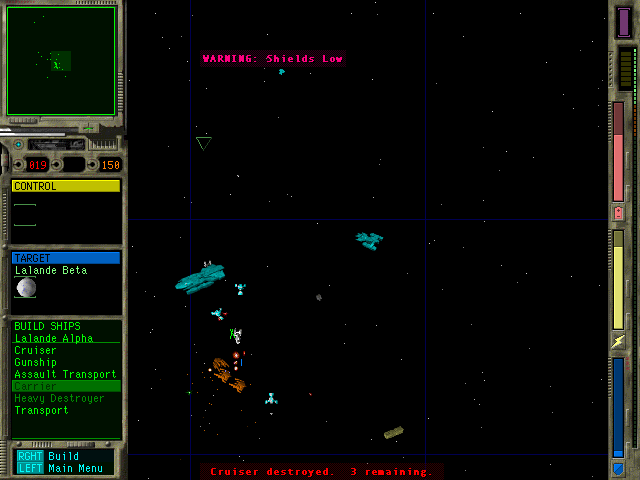 WARNING: Shields Low
019
150
CONTROL
TARGET
Lalande Beta
BUILD SHIPS
Lalande Alpha
Cruiser
Gunship
Assault Transport
Carrier
Heavy Destroyer
Transport
RGHT Build
LEFT Main Menu
Cruiser destroyed. 3 remaining.